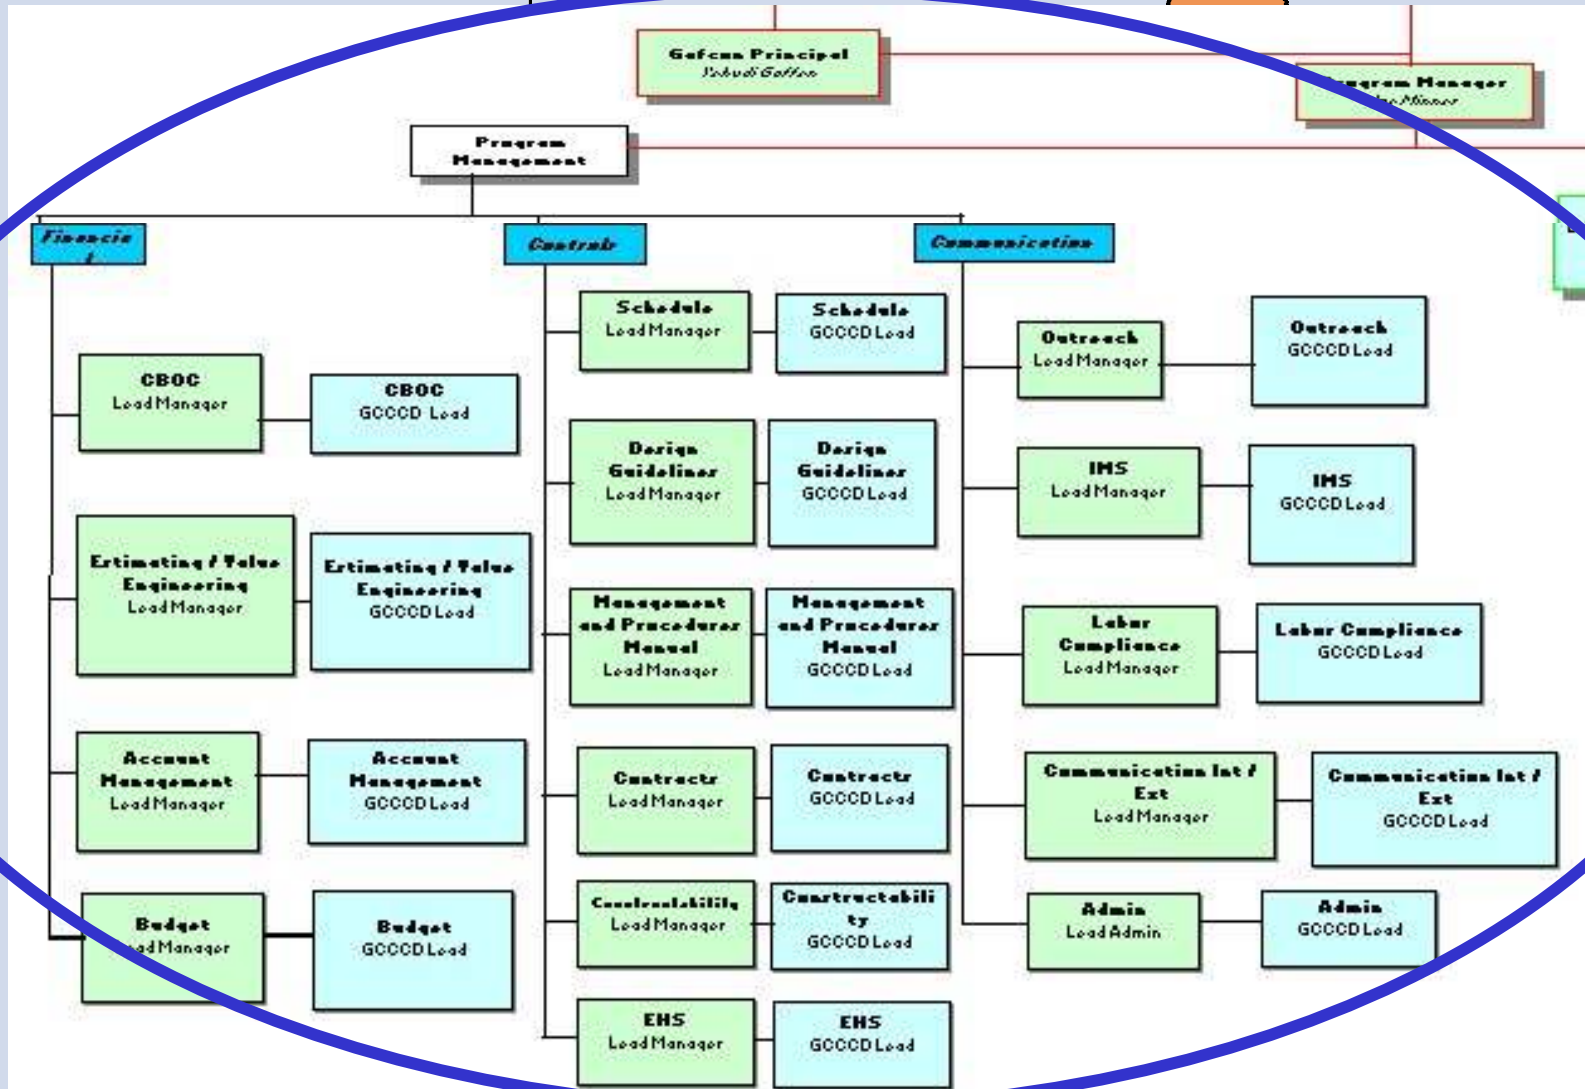 Gafcon Principal
Yehudi Gaffen
Program Manager
Program
Management
Financia
l
Controls
Communication
CBOC
Lead Manager
CBOC
GCCCD Lead
Estimating / Value
Engineering
Lead Manager
Estimating / Value
Engineering
GCCCD Lead
Account
Management
Lead Manager
Account
Management
GCCCD Lead
Budget
Lead Manager
Budget
GCCCD Lead
Schedule
Lead Manager
Schedule
GCCCD Lead
Design
Guidelines
Lead Manager
Design
Guidelines
GCCCD Lead
Management
and Procedures
Manual
Lead Manager
Management
and Procedures
Manual
GCCCD Lead
Contracts
Lead Manager
Contracts
GCCCD Lead
Constructability
Lead Manager
Constructabili
ty
GCCCD Lead
EHS
Lead Manager
EHS
GCCCD Lead
Outreach
Lead Manager
Outreach
GCCCD Lead
IMS
Lead Manager
IMS
GCCCD Lead
Labor
Compliance
Lead Manager
Labor Compliance
GCCCD Lead
Communication Int /
Ext
Lead Manager
Communication Int /
Ext
GCCCD Lead
Admin
Lead Admin
Admin
GCCCD Lead